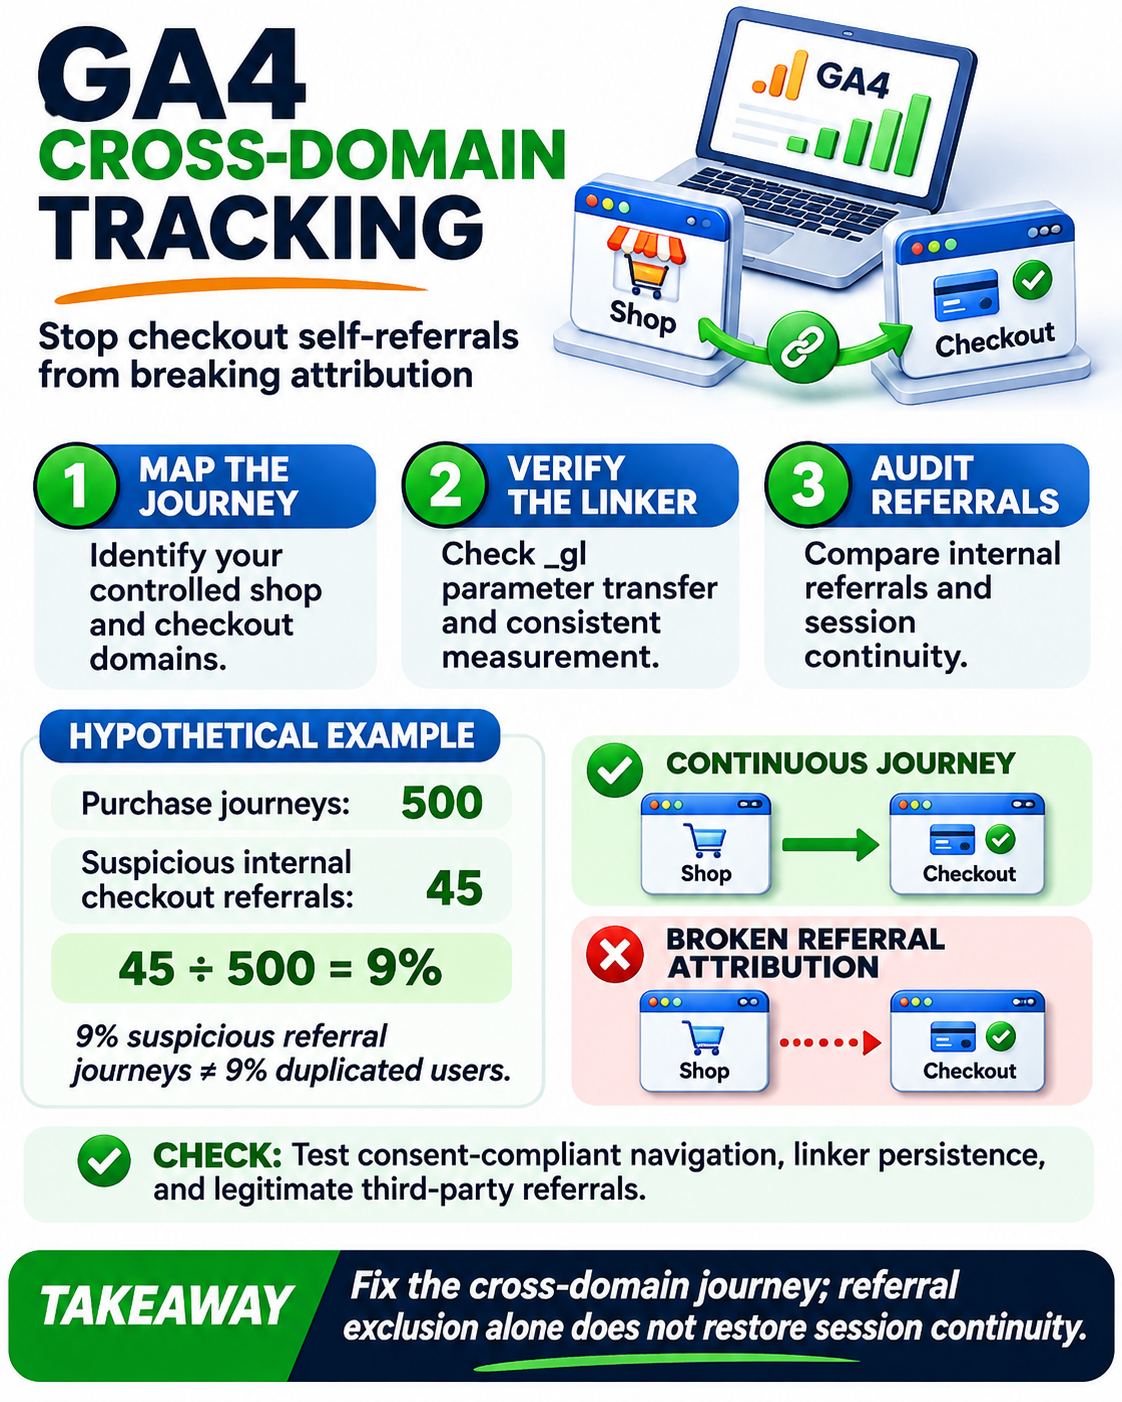 GA4
CROSS-DOMAIN
TRACKING
Stop checkout self-referrals
from breaking attribution
GA4
Shop
Checkout
1
MAP THE
JOURNEY
Identify your
controlled shop
and checkout
domains.
2
VERIFY
THE LINKER
Check _gl
parameter transfer
and consistent
measurement.
3
AUDIT
REFERRALS
Compare internal
referrals and
session
continuity.
HYPOTHETICAL EXAMPLE
Purchase journeys: 500
Suspicious internal
checkout referrals: 45
45 ÷ 500 = 9%
9% suspicious referral
journeys ≠ 9% duplicated users.
CONTINUOUS JOURNEY
Shop
Checkout
BROKEN REFERRAL
ATTRIBUTION
Shop
Checkout
CHECK: Test consent-compliant navigation, linker persistence,
and legitimate third-party referrals.
TAKEAWAY
Fix the cross-domain journey; referral
exclusion alone does not restore session continuity.